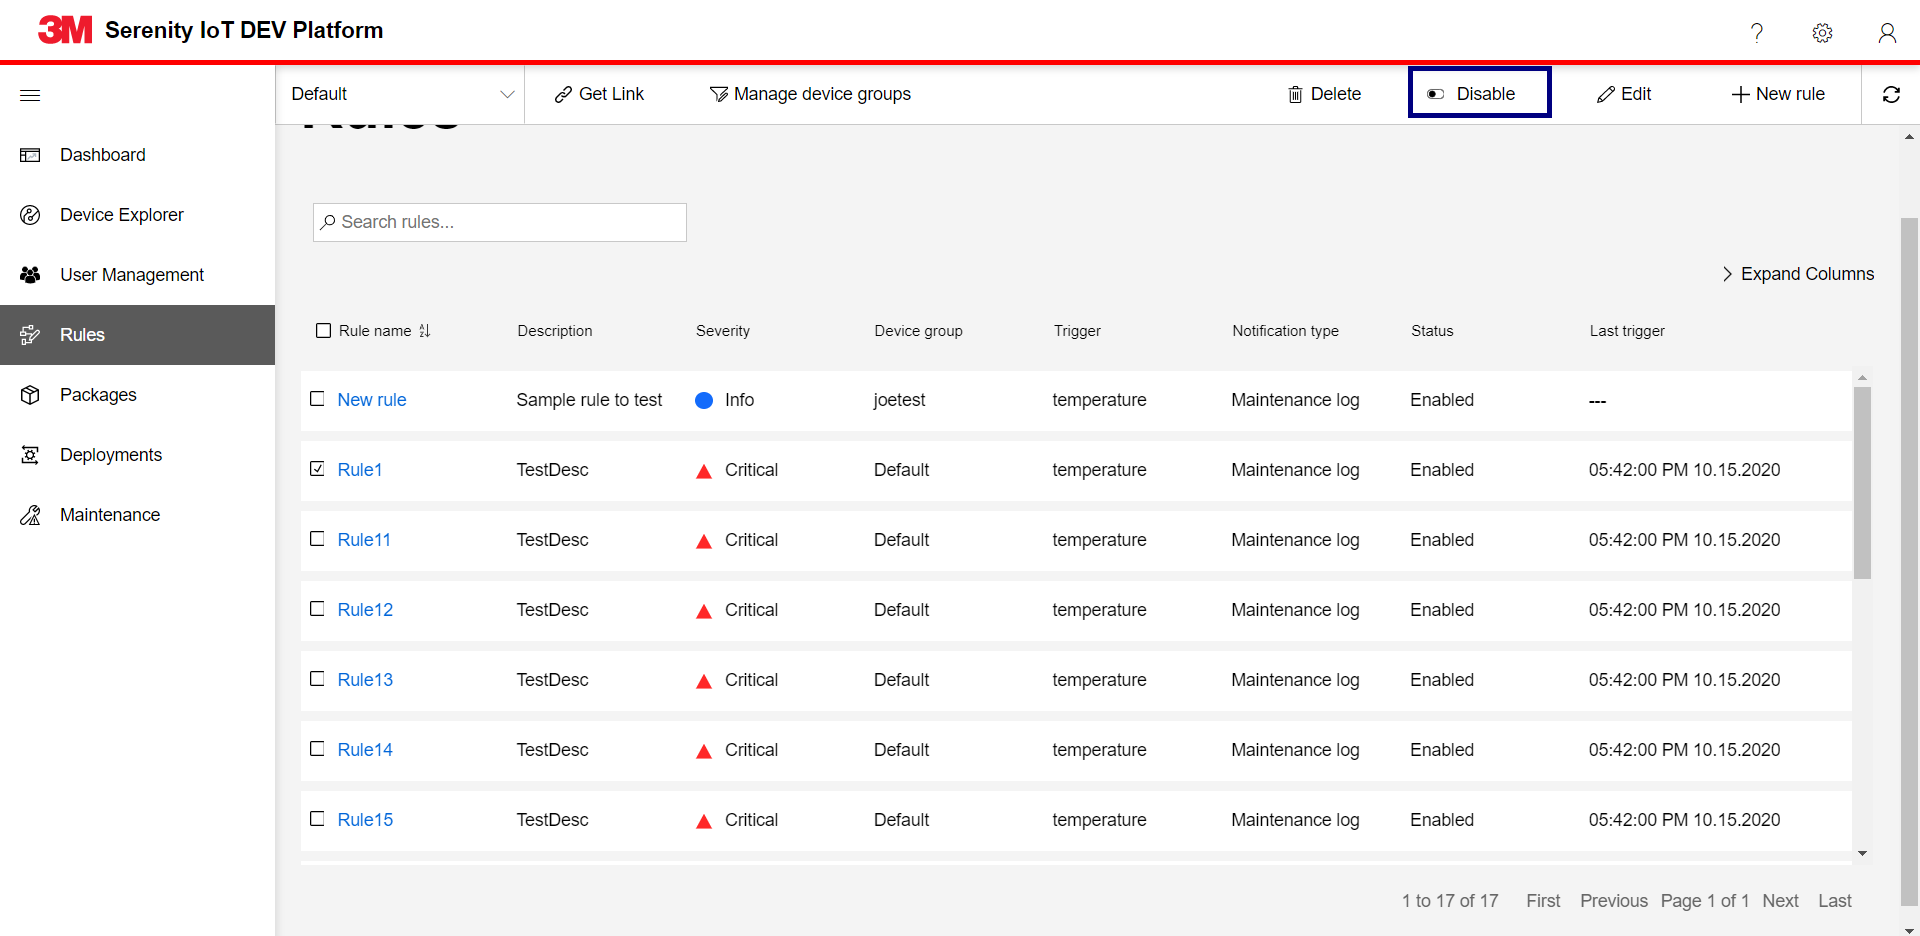 3M Serenity IoT DEV Platform
Default
Get Link
Manage device groups
Delete
Disable
Edit
New rule
Rules
Dashboard
Device Explorer
User Management
Rules
Packages
Deployments
Maintenance
Search rules...
Expand Columns
Rule name Description Severity Device group Trigger Notification type Status Last trigger
New rule Sample rule to test Info joetest temperature Maintenance log Enabled ---
Rule1 TestDesc Critical Default temperature Maintenance log Enabled 05:42:00 PM 10.15.2020
Rule11 TestDesc Critical Default temperature Maintenance log Enabled 05:42:00 PM 10.15.2020
Rule12 TestDesc Critical Default temperature Maintenance log Enabled 05:42:00 PM 10.15.2020
Rule13 TestDesc Critical Default temperature Maintenance log Enabled 05:42:00 PM 10.15.2020
Rule14 TestDesc Critical Default temperature Maintenance log Enabled 05:42:00 PM 10.15.2020
Rule15 TestDesc Critical Default temperature Maintenance log Enabled 05:42:00 PM 10.15.2020
1 to 17 of 17 First Previous Page 1 of 1 Next Last